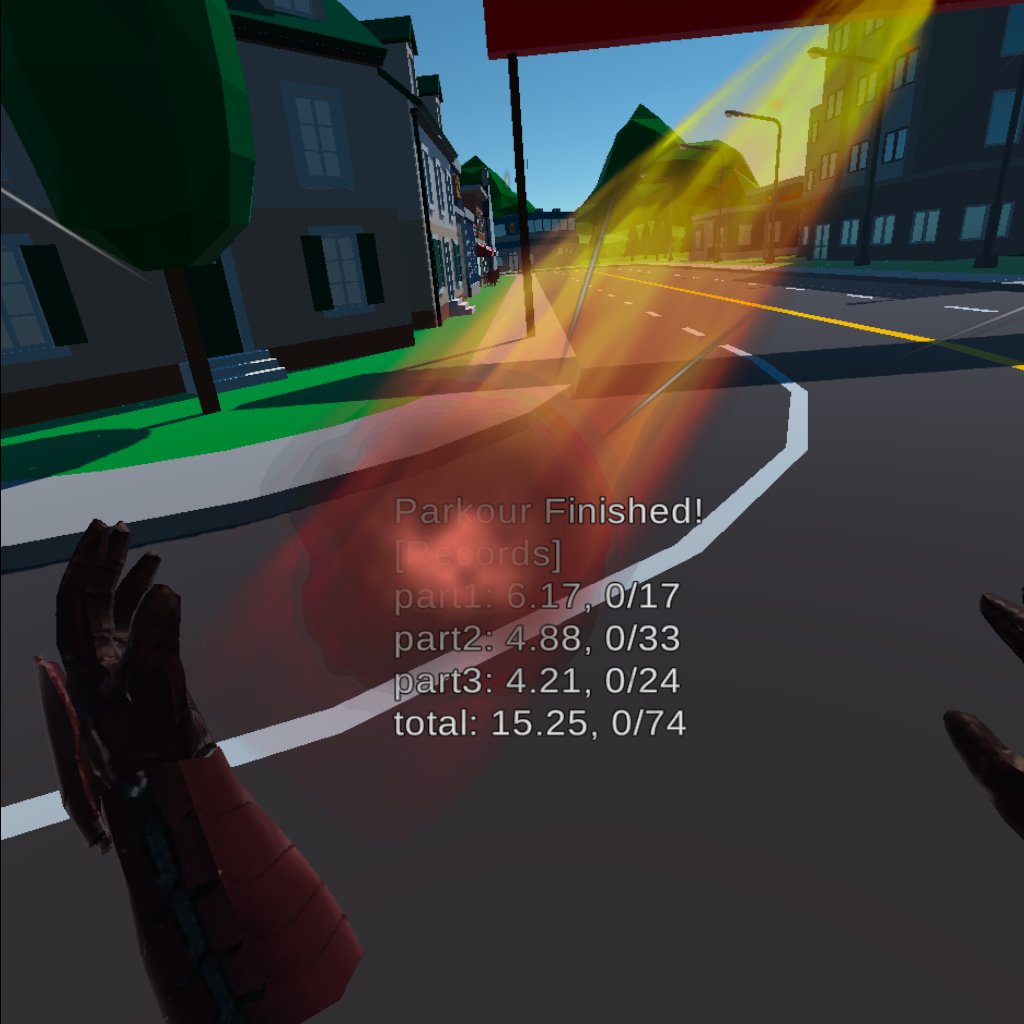 Parkour Finished!
[Records]
part1: 6.17, 0/17
part2: 4.88, 0/33
part3: 4.21, 0/24
total: 15.25, 0/74